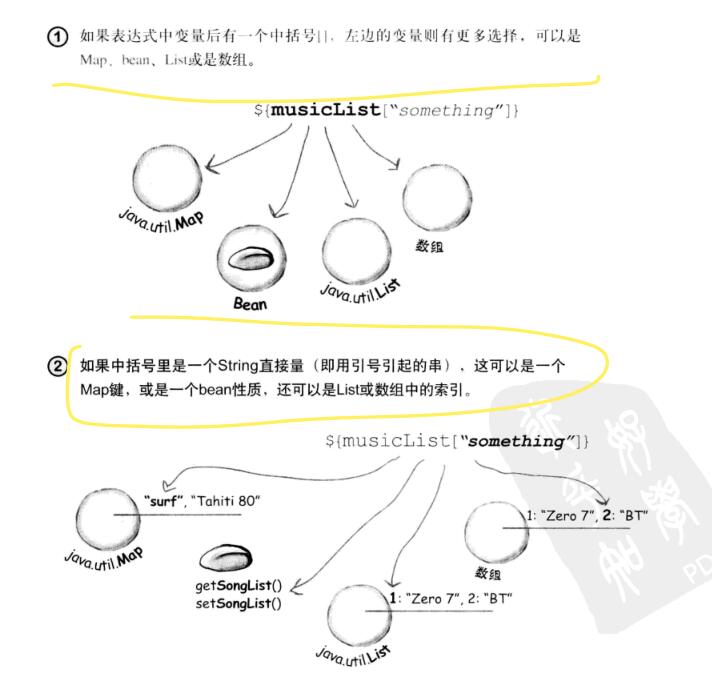 ① 如果表达式中变量后有一个中括号[]，左边的变量则有更多选择，可以是
Map、bean、List或是数组。
${musicList["something"]}
java.util.Map
Bean
java.util.List
数组
② 如果中括号里是一个String直接量（即用引号引起的串），这可以是一个
Map键，或是一个bean性质，还可以是List或数组中的索引。
${musicList["something"]}
"surf", "Tahiti 80"
java.util.Map
getSongList()
setSongList()
1: "Zero 7", 2: "BT"
java.util.List
1: "Zero 7", 2: "BT"
数组
PD